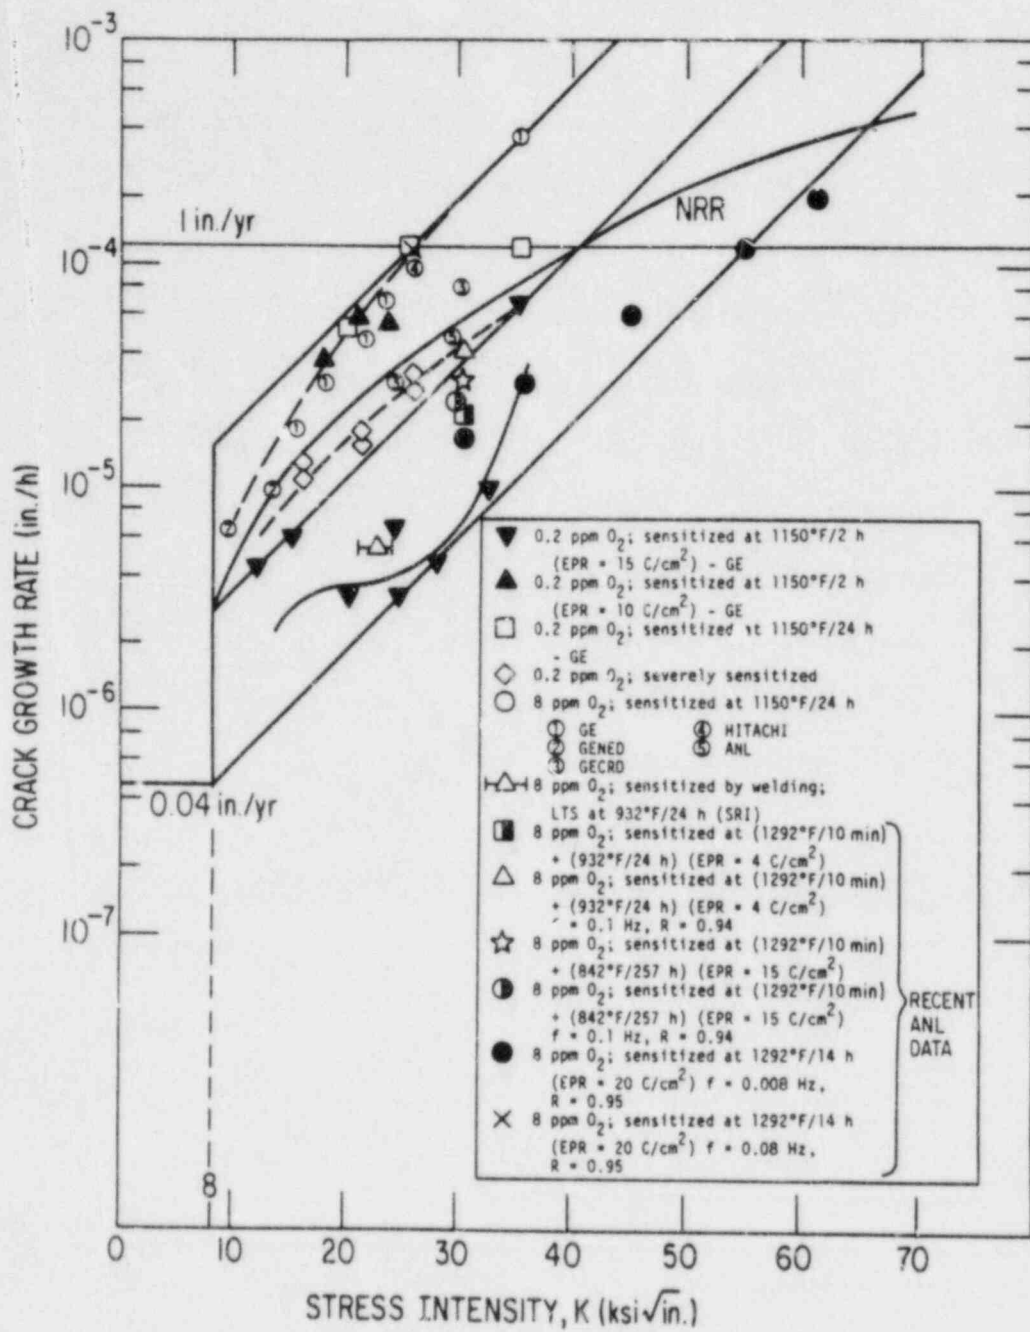 10^-3
10^-4
10^-5
10^-6
10^-7
CRACK GROWTH RATE (in./h)
1 in./yr
NRR
0.04 in./yr
8
0 10 20 30 40 50 60 70
STRESS INTENSITY, K (ksi√in.)
▼ 0.2 ppm O2; sensitized at 1150°F/2 h
(EPR = 15 C/cm²) - GE
▲ 0.2 ppm O2; sensitized at 1150°F/2 h
(EPR = 10 C/cm²) - GE
□ 0.2 ppm O2; sensitized at 1150°F/24 h
- GE
◇ 0.2 ppm O2; severely sensitized
○ 8 ppm O2; sensitized at 1150°F/24 h
① GE ④ HITACHI
② GENED ⑤ ANL
③ GECRD
△ 8 ppm O2; sensitized by welding;
LTS at 932°F/24 h (SRI)
8 ppm O2; sensitized at (1292°F/10 min)
+ (932°F/24 h) (EPR = 4 C/cm²)
△ 8 ppm O2; sensitized at (1292°F/10 min)
+ (932°F/24 h) (EPR = 4 C/cm²)
= 0.1 Hz, R = 0.94
☆ 8 ppm O2; sensitized at (1292°F/10 min)
+ (842°F/257 h) (EPR = 15 C/cm²)
◑ 8 ppm O2; sensitized at (1292°F/10 min)
+ (842°F/257 h) (EPR = 15 C/cm²)
f = 0.1 Hz, R = 0.94
● 8 ppm O2; sensitized at 1292°F/14 h
(EPR = 20 C/cm²) f = 0.008 Hz,
R = 0.95
× 8 ppm O2; sensitized at 1292°F/14 h
(EPR = 20 C/cm²) f = 0.08 Hz,
R = 0.95
RECENT
ANL
DATA